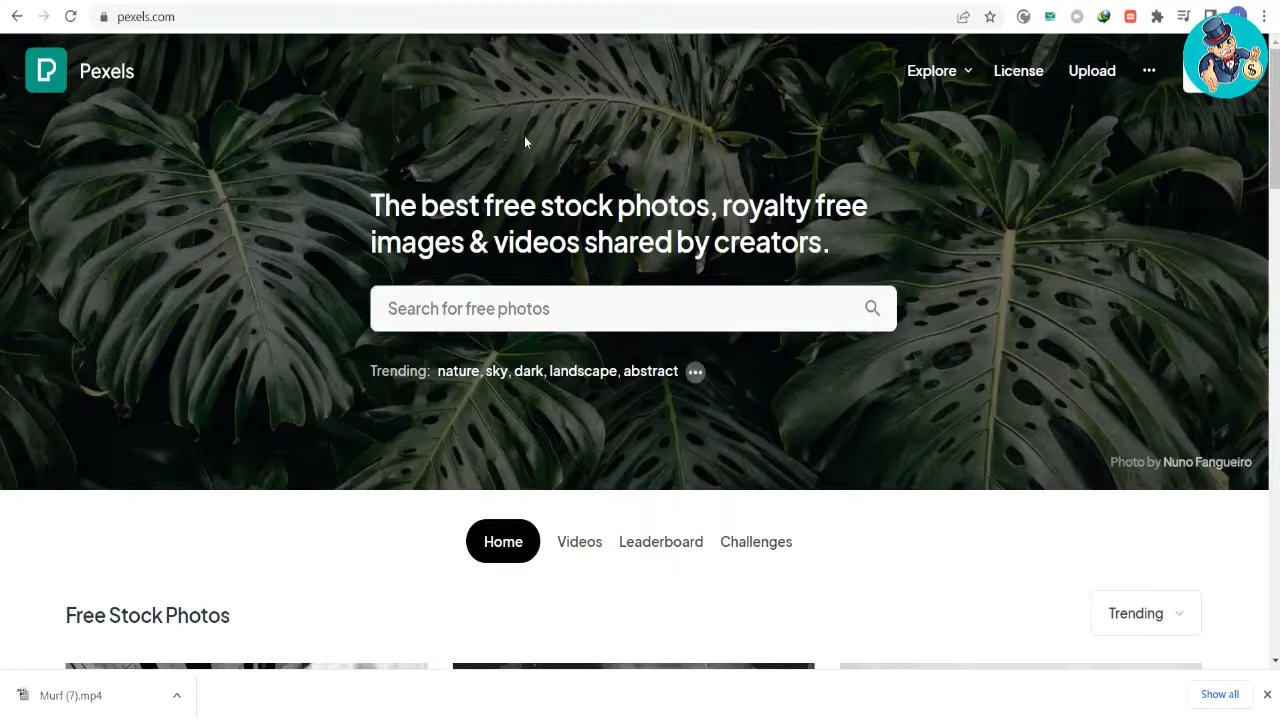 pexels.com
Pexels
Explore
License
Upload
The best free stock photos, royalty free
images & videos shared by creators.
Search for free photos
Trending: nature, sky, dark, landscape, abstract
Photo by Nuno Fangueiro
Home
Videos
Leaderboard
Challenges
Free Stock Photos
Trending
Murf (7).mp4
Show all